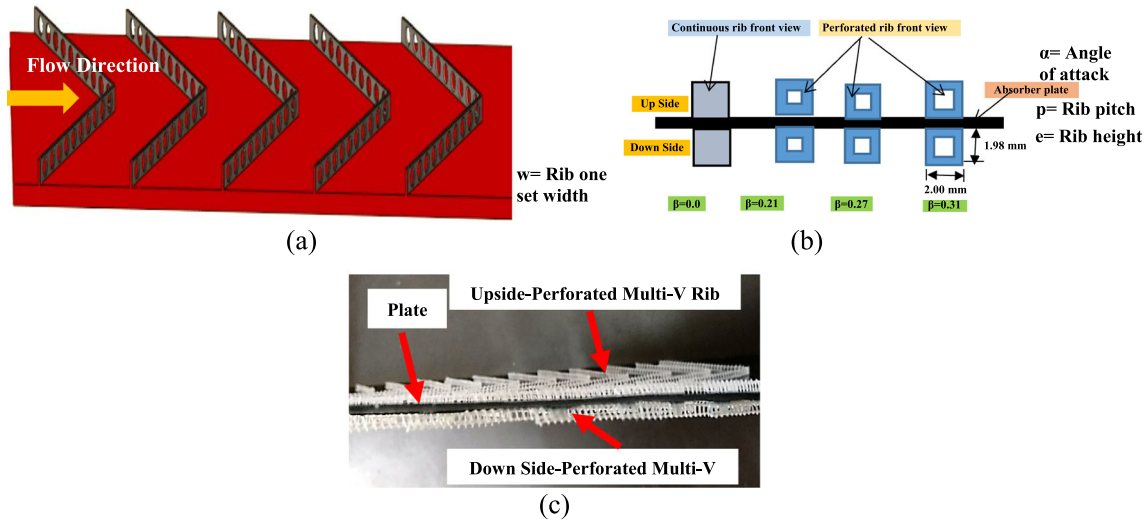 Flow Direction
w= Rib one
set width
(a)
Continuous rib front view
Perforated rib front view
α= Angle
of attack
Absorber plate
p= Rib pitch
e= Rib height
Up Side
Down Side
1.98 mm
2.00 mm
β=0.0
β=0.21
β=0.27
β=0.31
(b)
Upside-Perforated Multi-V Rib
Plate
Down Side-Perforated Multi-V
(c)